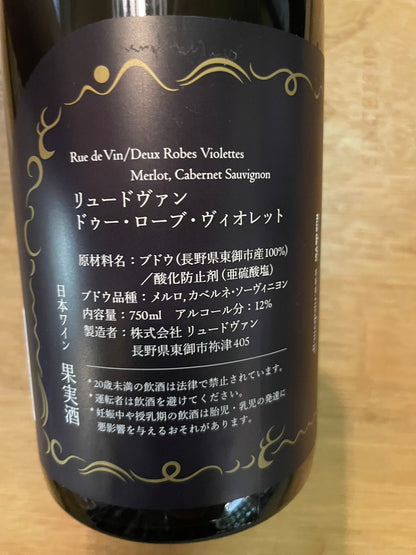 Rue de Vin/Deux Robes Violettes
Merlot, Cabernet Sauvignon
リュードヴァン
ドゥー・ローブ・ヴィオレット
原材料名：ブドウ(長野県東御市産100%)
／酸化防止剤(亜硫酸塩)
ブドウ品種：メルロ,カベルネ・ソーヴィニヨン
内容量：750ml アルコール分：12%
製造者：株式会社 リュードヴァン
長野県東御市祢津405
日本ワイン 果実酒
*20歳未満の飲酒は法律で禁止されています。
*運転者は飲酒を避けてください。
*妊娠中や授乳期の飲酒は胎児・乳児の発達に
悪影響を与えるおそれがあります。